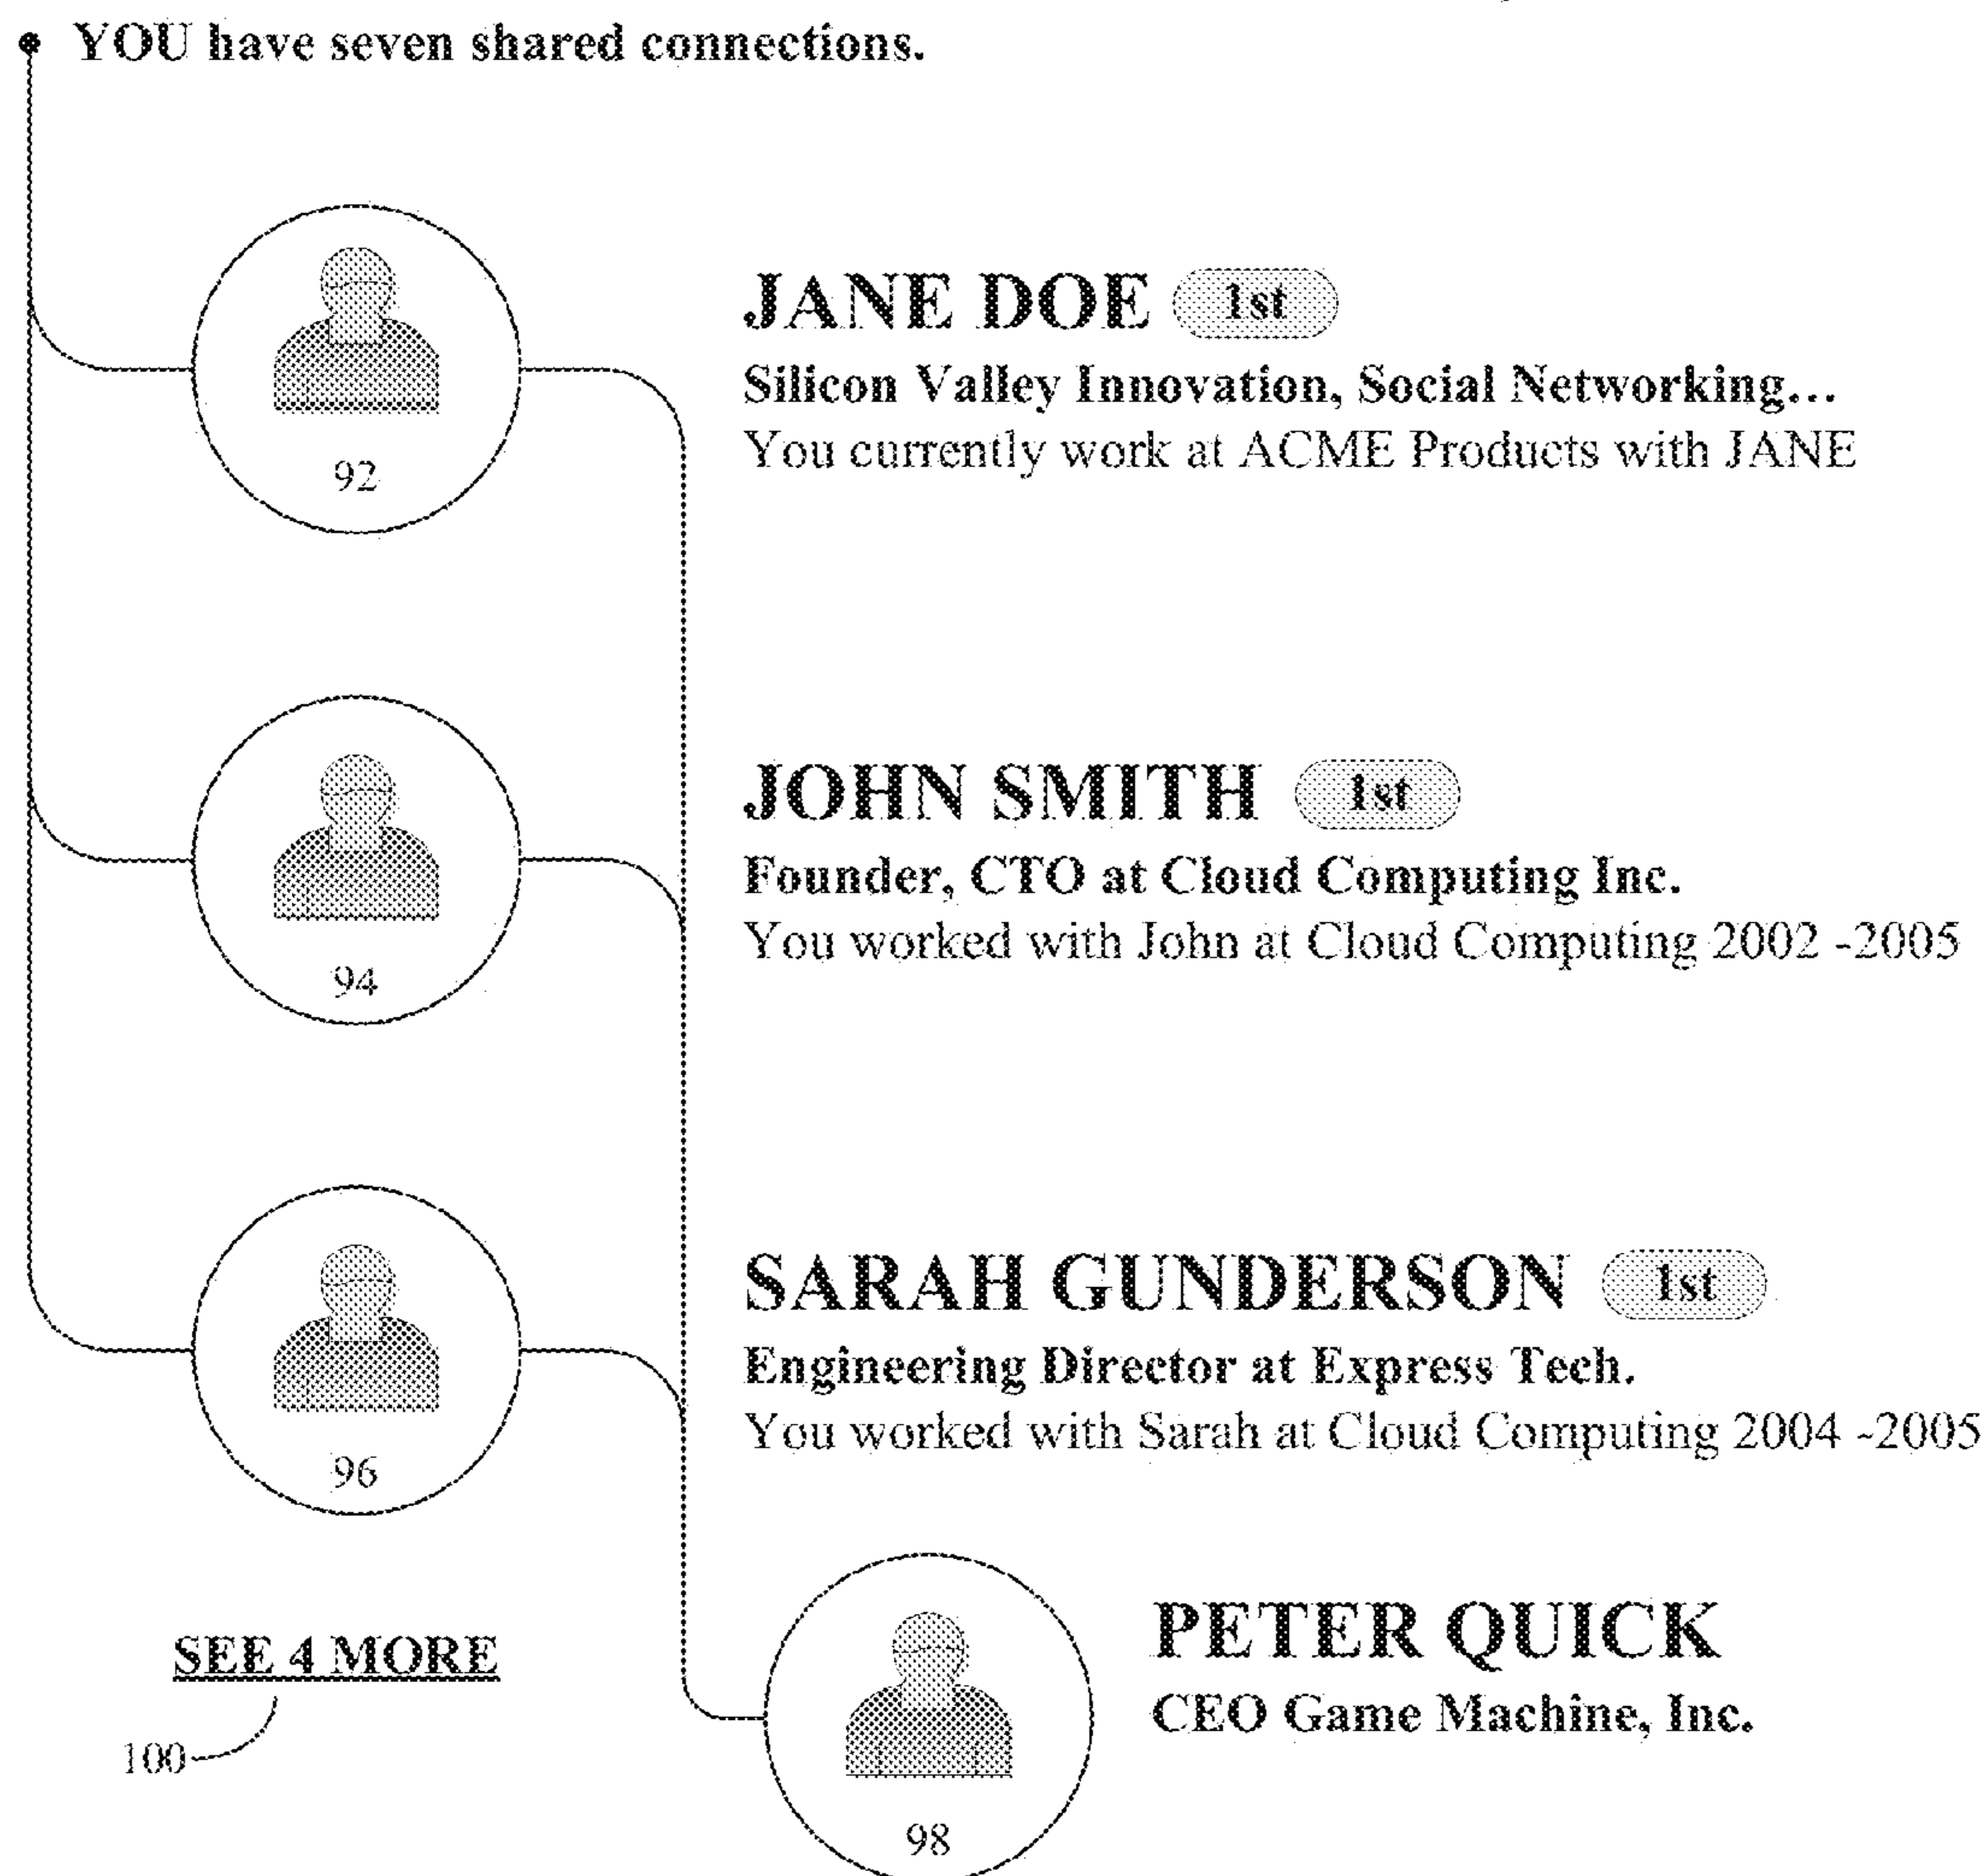 YOU have seven shared connections.
JANE DOE 1st
Silicon Valley Innovation, Social Networking...
You currently work at ACME Products with JANE
92
JOHN SMITH 1st
Founder, CTO at Cloud Computing Inc.
You worked with John at Cloud Computing 2002 -2005
94
SARAH GUNDERSON 1st
Engineering Director at Express Tech.
You worked with Sarah at Cloud Computing 2004 -2005
96
SEE 4 MORE
100
PETER QUICK
CEO Game Machine, Inc.
98